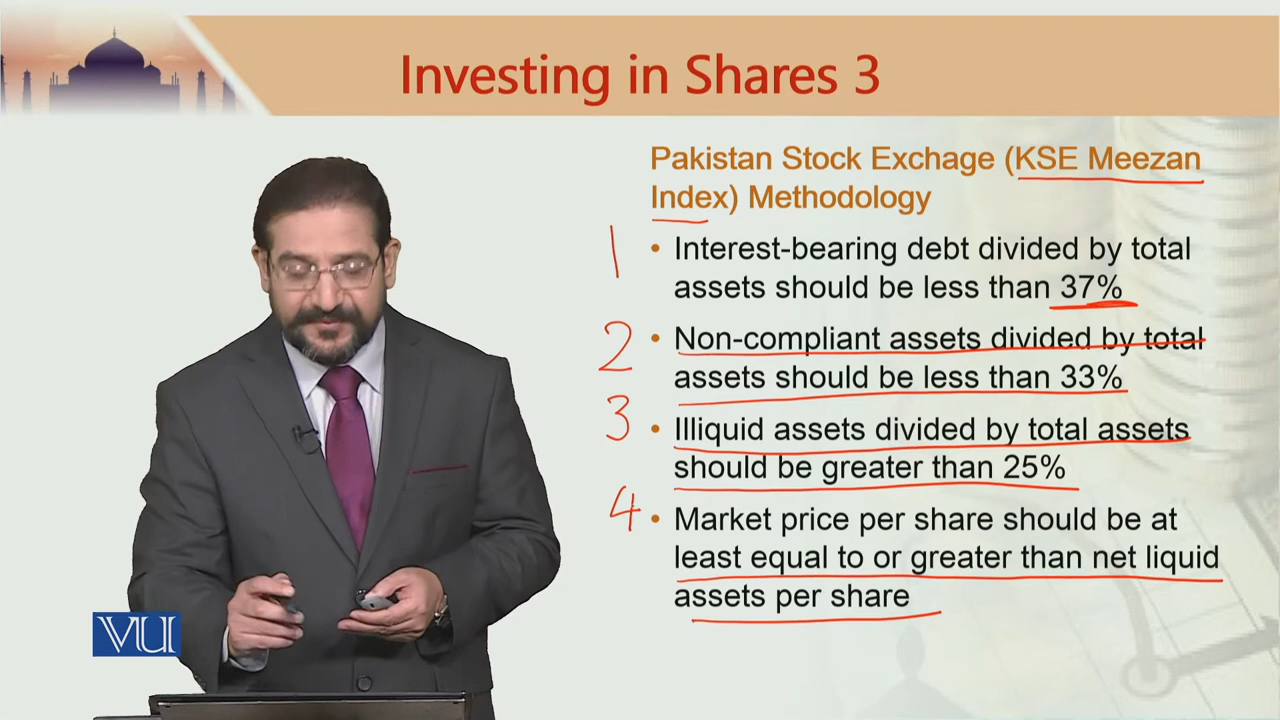 Investing in Shares 3
Pakistan Stock Exchage (KSE Meezan
Index) Methodology
1 • Interest-bearing debt divided by total
assets should be less than 37%
2 • Non-compliant assets divided by total
assets should be less than 33%
3 • Illiquid assets divided by total assets
should be greater than 25%
4 • Market price per share should be at
least equal to or greater than net liquid
assets per share
VU